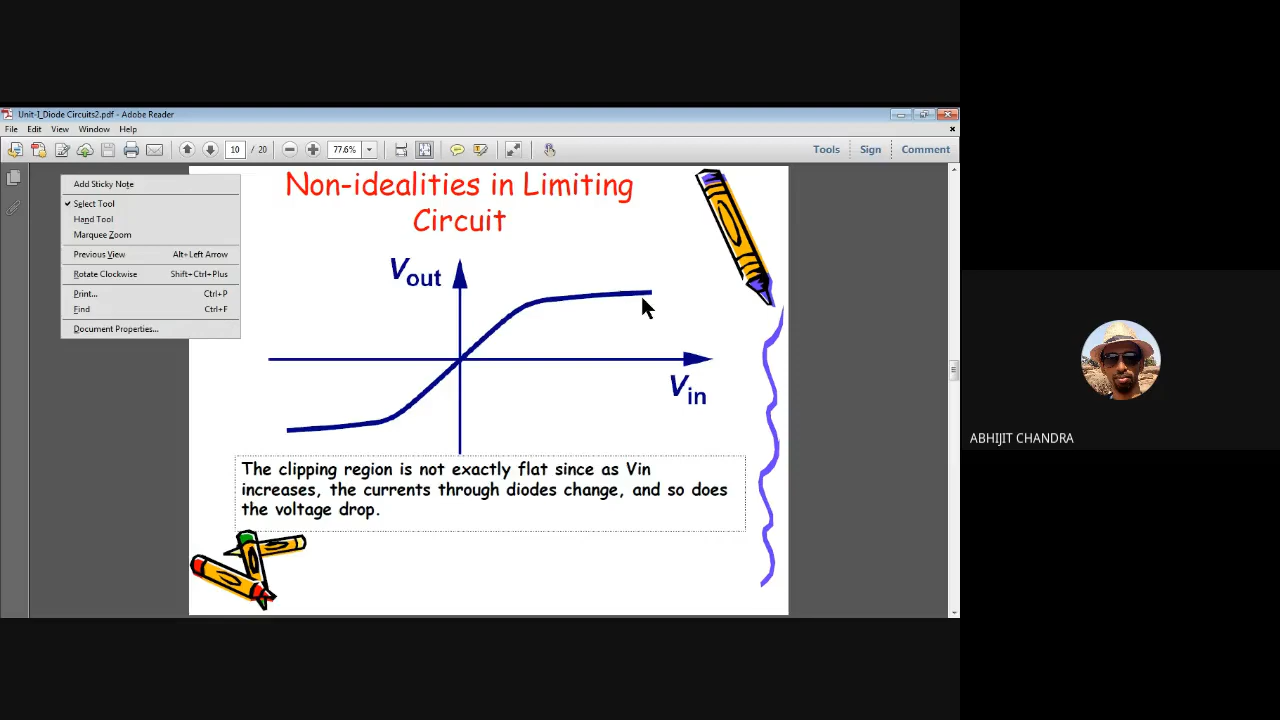 Unit-I_Diode Circuits2.pdf - Adobe Reader
File Edit View Window Help
10 / 20 77.6% Tools Sign Comment
Add Sticky Note
Select Tool
Hand Tool
Marquee Zoom
Previous View Alt+Left Arrow
Rotate Clockwise Shift+Ctrl+Plus
Print... Ctrl+P
Find Ctrl+F
Document Properties...
Non-idealities in Limiting
Circuit
Vout
Vin
The clipping region is not exactly flat since as Vin
increases, the currents through diodes change, and so does
the voltage drop.
ABHIJIT CHANDRA